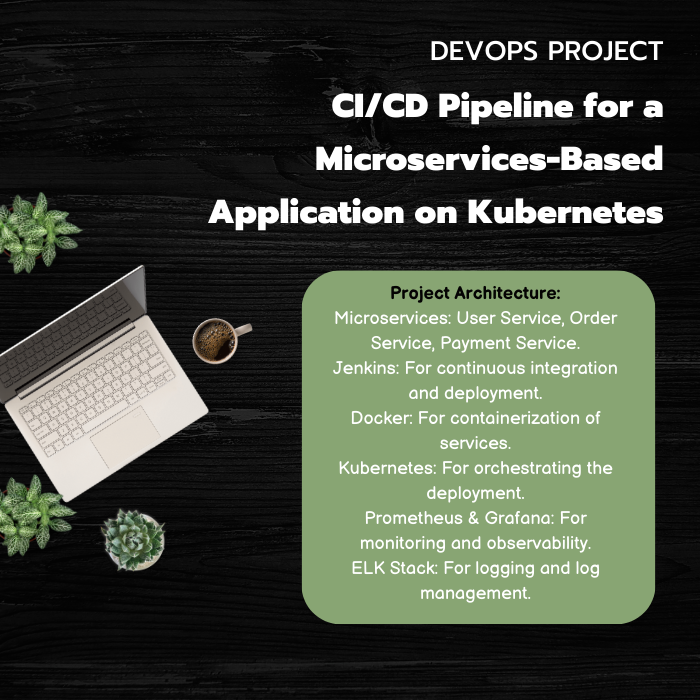 DEVOPS PROJECT
CI/CD Pipeline for a
Microservices-Based
Application on Kubernetes
Project Architecture:
Microservices: User Service, Order
Service, Payment Service.
Jenkins: For continuous integration
and deployment.
Docker: For containerization of
services.
Kubernetes: For orchestrating the
deployment.
Prometheus & Grafana: For
monitoring and observability.
ELK Stack: For logging and log
management.